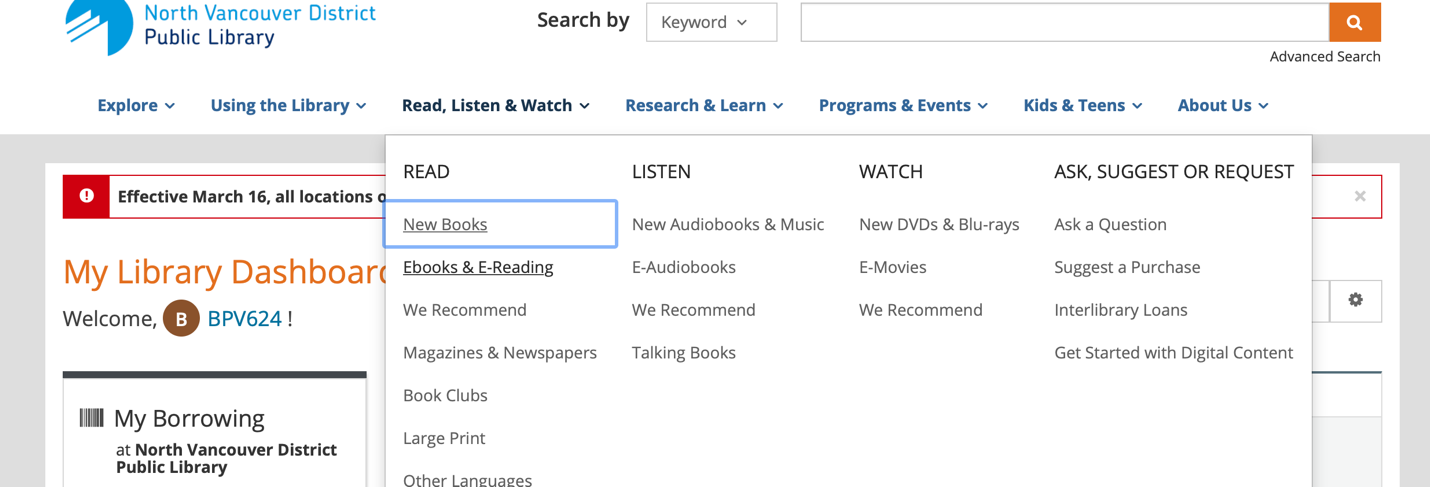 North Vancouver District
Public Library
Search by
Keyword
Advanced Search
Explore
Using the Library
Read, Listen & Watch
Research & Learn
Programs & Events
Kids & Teens
About Us
Effective March 16, all locations
My Library Dashboard
Welcome, B BPV624 !
My Borrowing
at North Vancouver District
Public Library
READ
New Books
Ebooks & E-Reading
We Recommend
Magazines & Newspapers
Book Clubs
Large Print
Other Languages
LISTEN
New Audiobooks & Music
E-Audiobooks
We Recommend
Talking Books
WATCH
New DVDs & Blu-rays
E-Movies
We Recommend
ASK, SUGGEST OR REQUEST
Ask a Question
Suggest a Purchase
Interlibrary Loans
Get Started with Digital Content